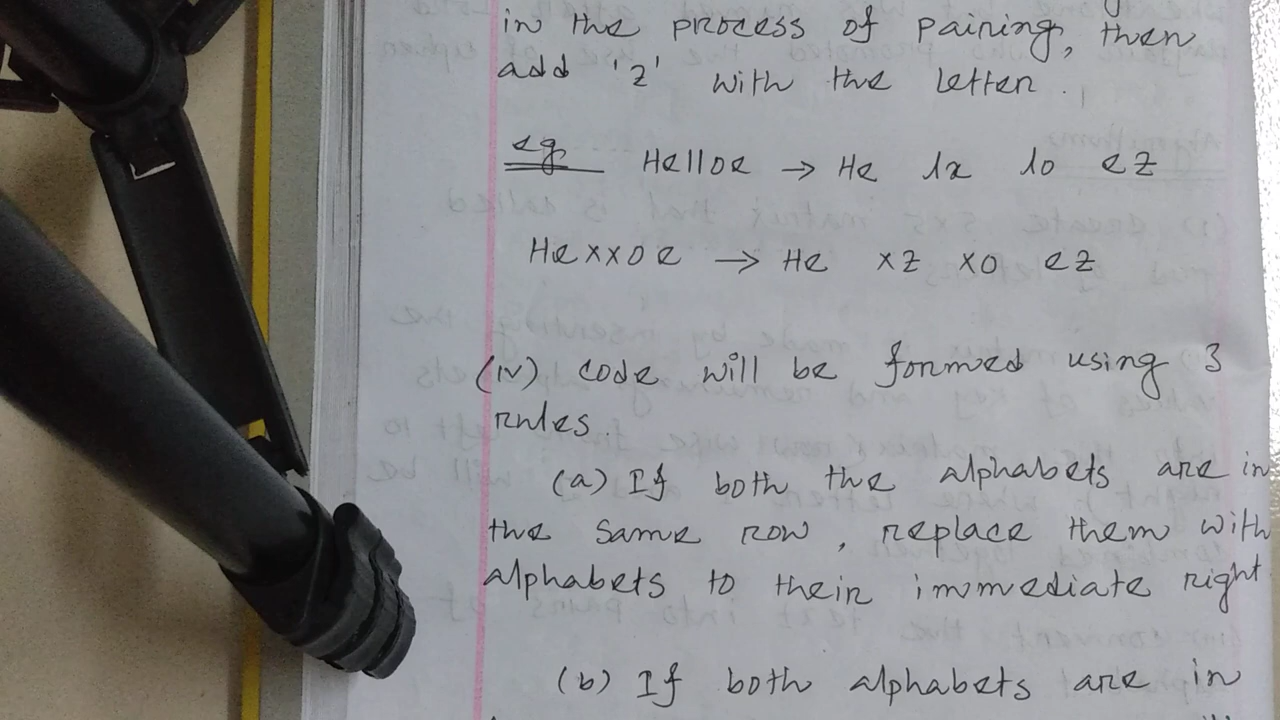 in the process of pairing, then
add 'z' with the letter.
eg. Helloe → He lx lo ez
Hexxoe → He xz xo ez
(iv) code will be formed using 3
rules.
(a) If both the alphabets are in
the same row, replace them with
alphabets to their immediate right
(b) If both alphabets are in